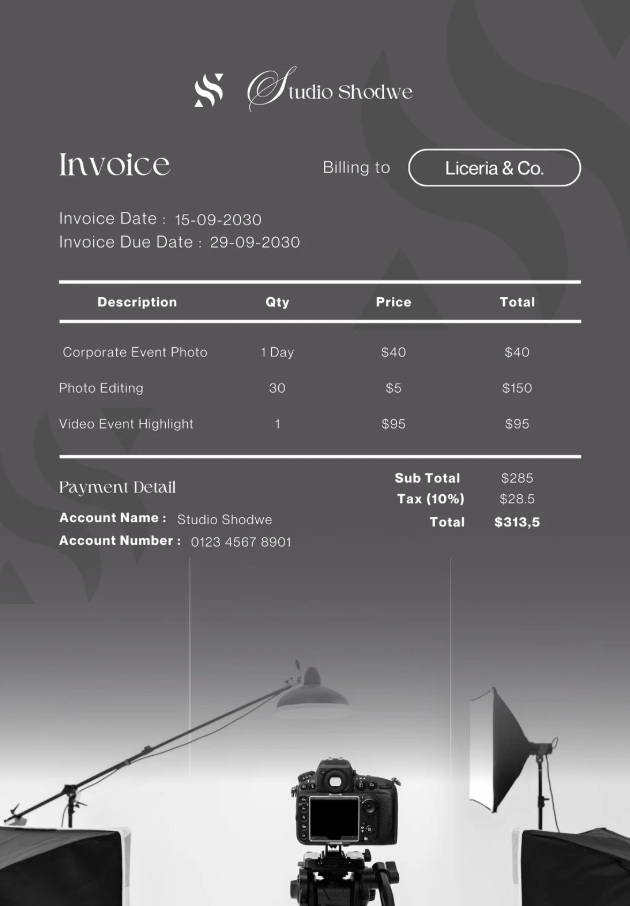 Studio Shodwe
Invoice
Billing to Liceria & Co.
Invoice Date : 15-09-2030
Invoice Due Date : 29-09-2030
Description Qty Price Total
Corporate Event Photo 1 Day $40 $40
Photo Editing 30 $5 $150
Video Event Highlight 1 $95 $95
Sub Total $285
Tax (10%) $28.5
Total $313,5
Payment Detail
Account Name : Studio Shodwe
Account Number : 0123 4567 8901